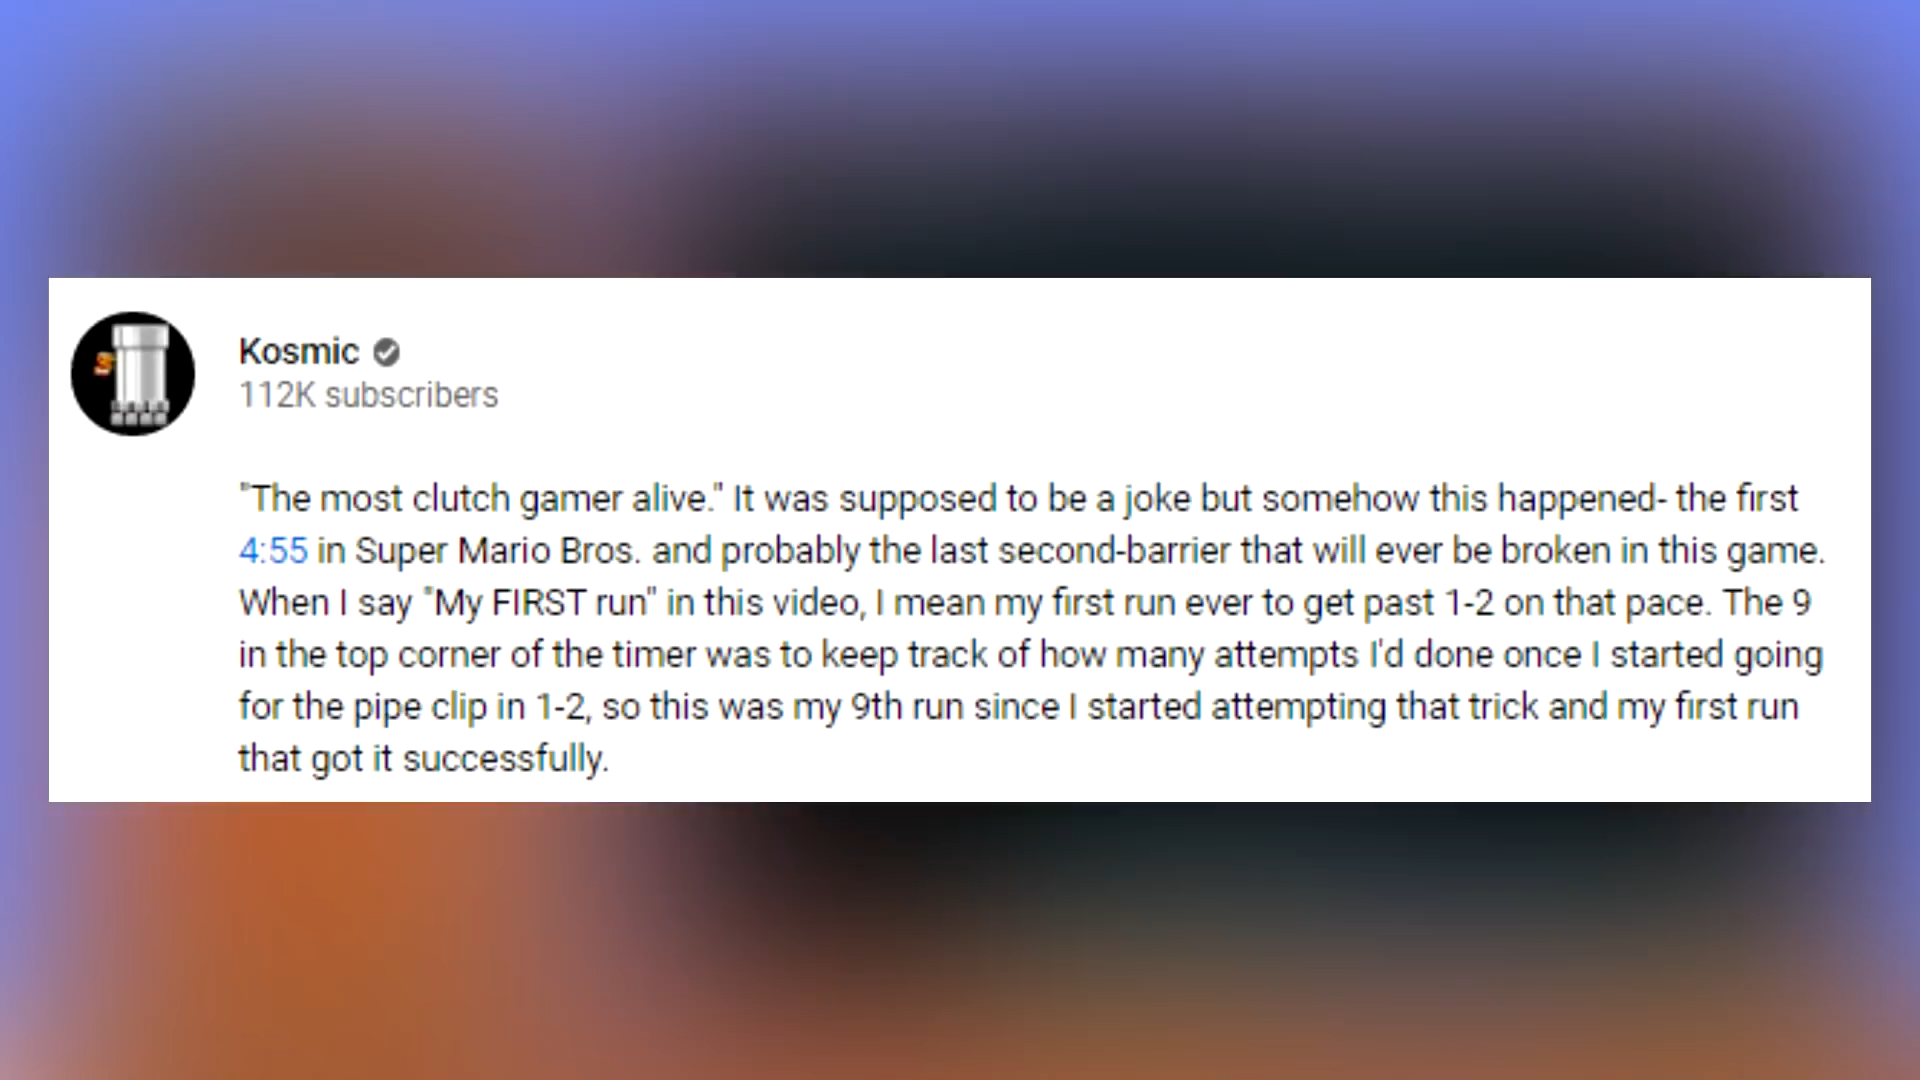 Kosmic
112K subscribers
"The most clutch gamer alive." It was supposed to be a joke but somehow this happened- the first
4:55 in Super Mario Bros. and probably the last second-barrier that will ever be broken in this game.
When I say "My FIRST run" in this video, I mean my first run ever to get past 1-2 on that pace. The 9
in the top corner of the timer was to keep track of how many attempts I'd done once I started going
for the pipe clip in 1-2, so this was my 9th run since I started attempting that trick and my first run
that got it successfully.